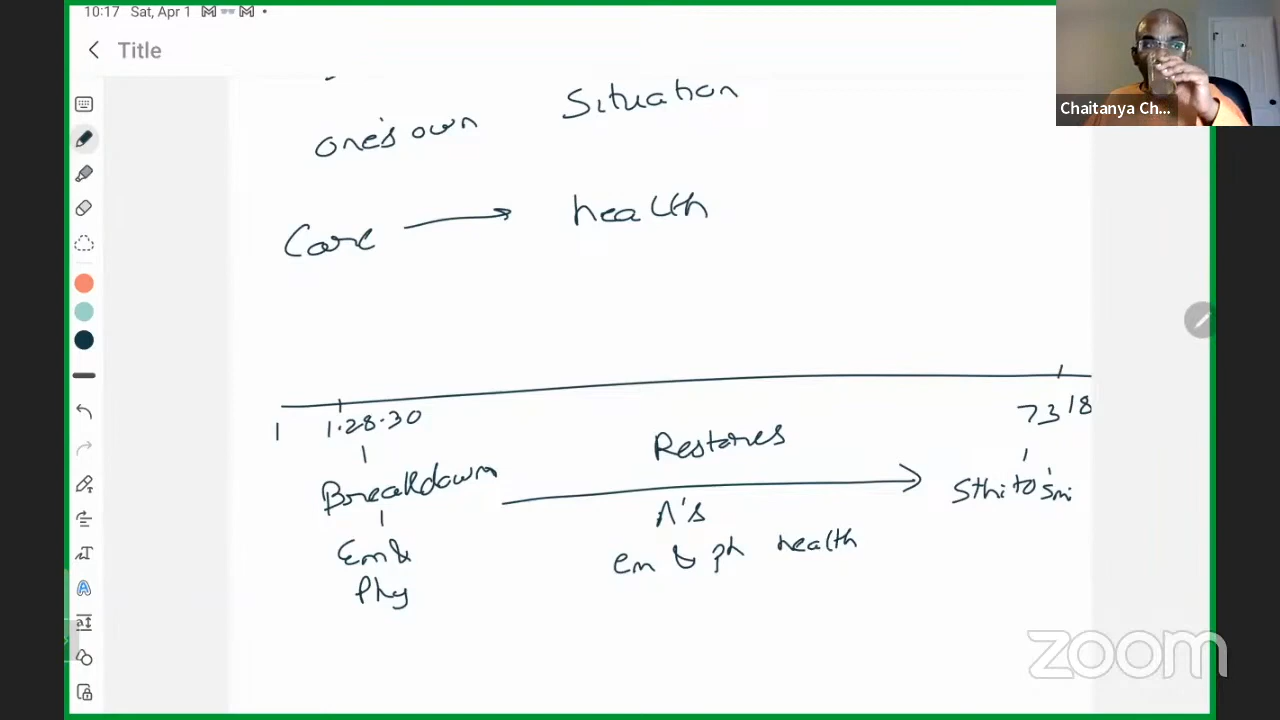 10:17 Sat, Apr 1
Title
Chaitanya Ch...
Situation
one's own
Care → health
1 1.28-30 73 18
Breakdown Restores Sthito'smi
A's
Em & em & ph health
Phy
zoom